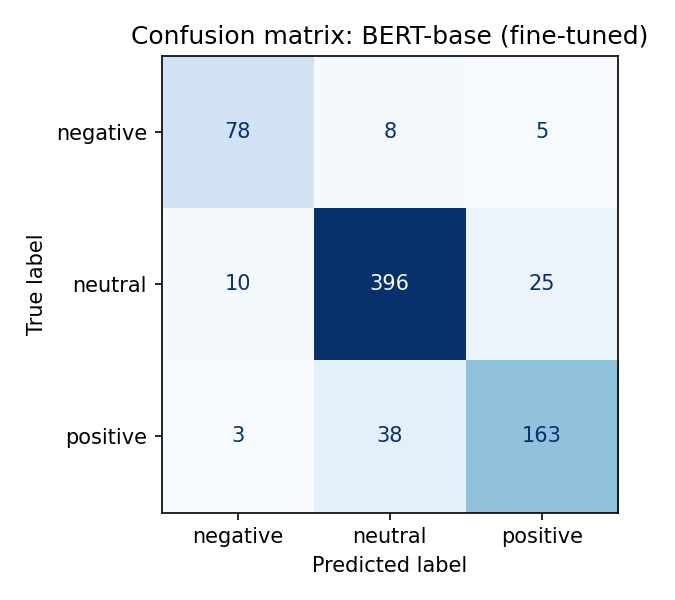 Confusion matrix: BERT-base (fine-tuned)
negative 78 8 5
neutral 10 396 25
positive 3 38 163
negative neutral positive
Predicted label
True label